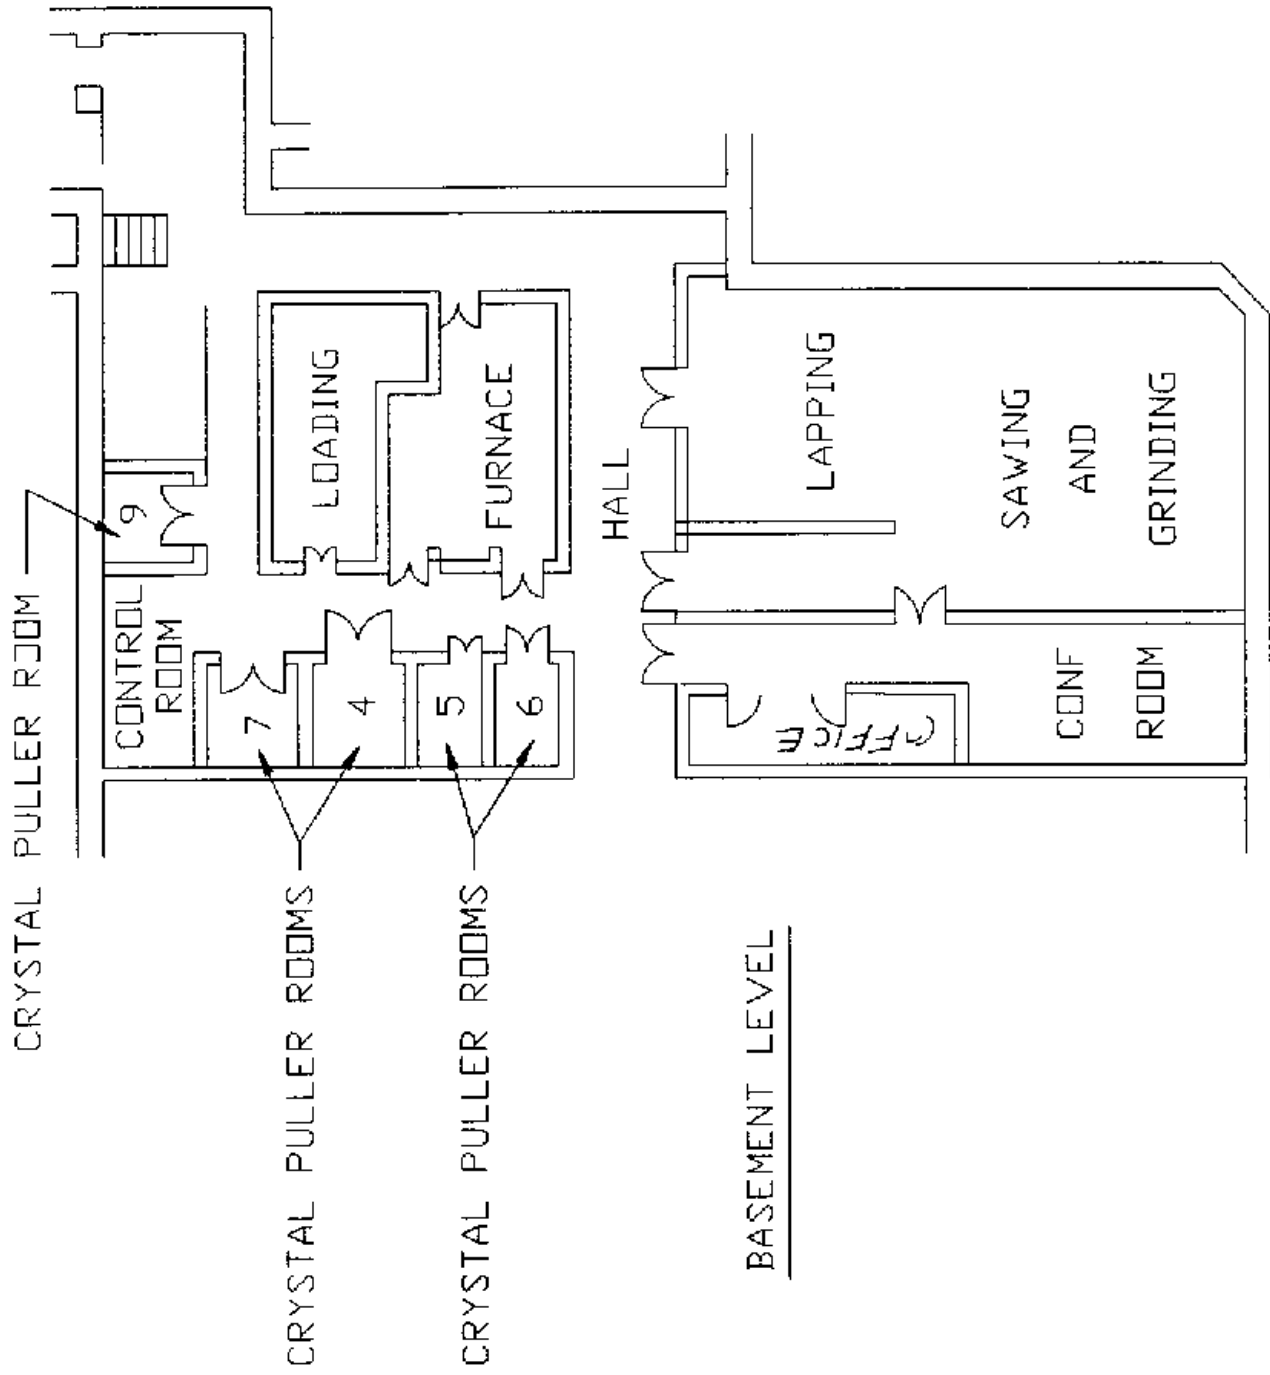 CRYSTAL PULLER ROOM
9
CONTROL
ROOM
LOADING
FURNACE
7
4
5
6
CRYSTAL PULLER ROOMS
CRYSTAL PULLER ROOMS
HALL
LAPPING
SAWING
AND
GRINDING
OFFICE
CONF
ROOM
BASEMENT LEVEL